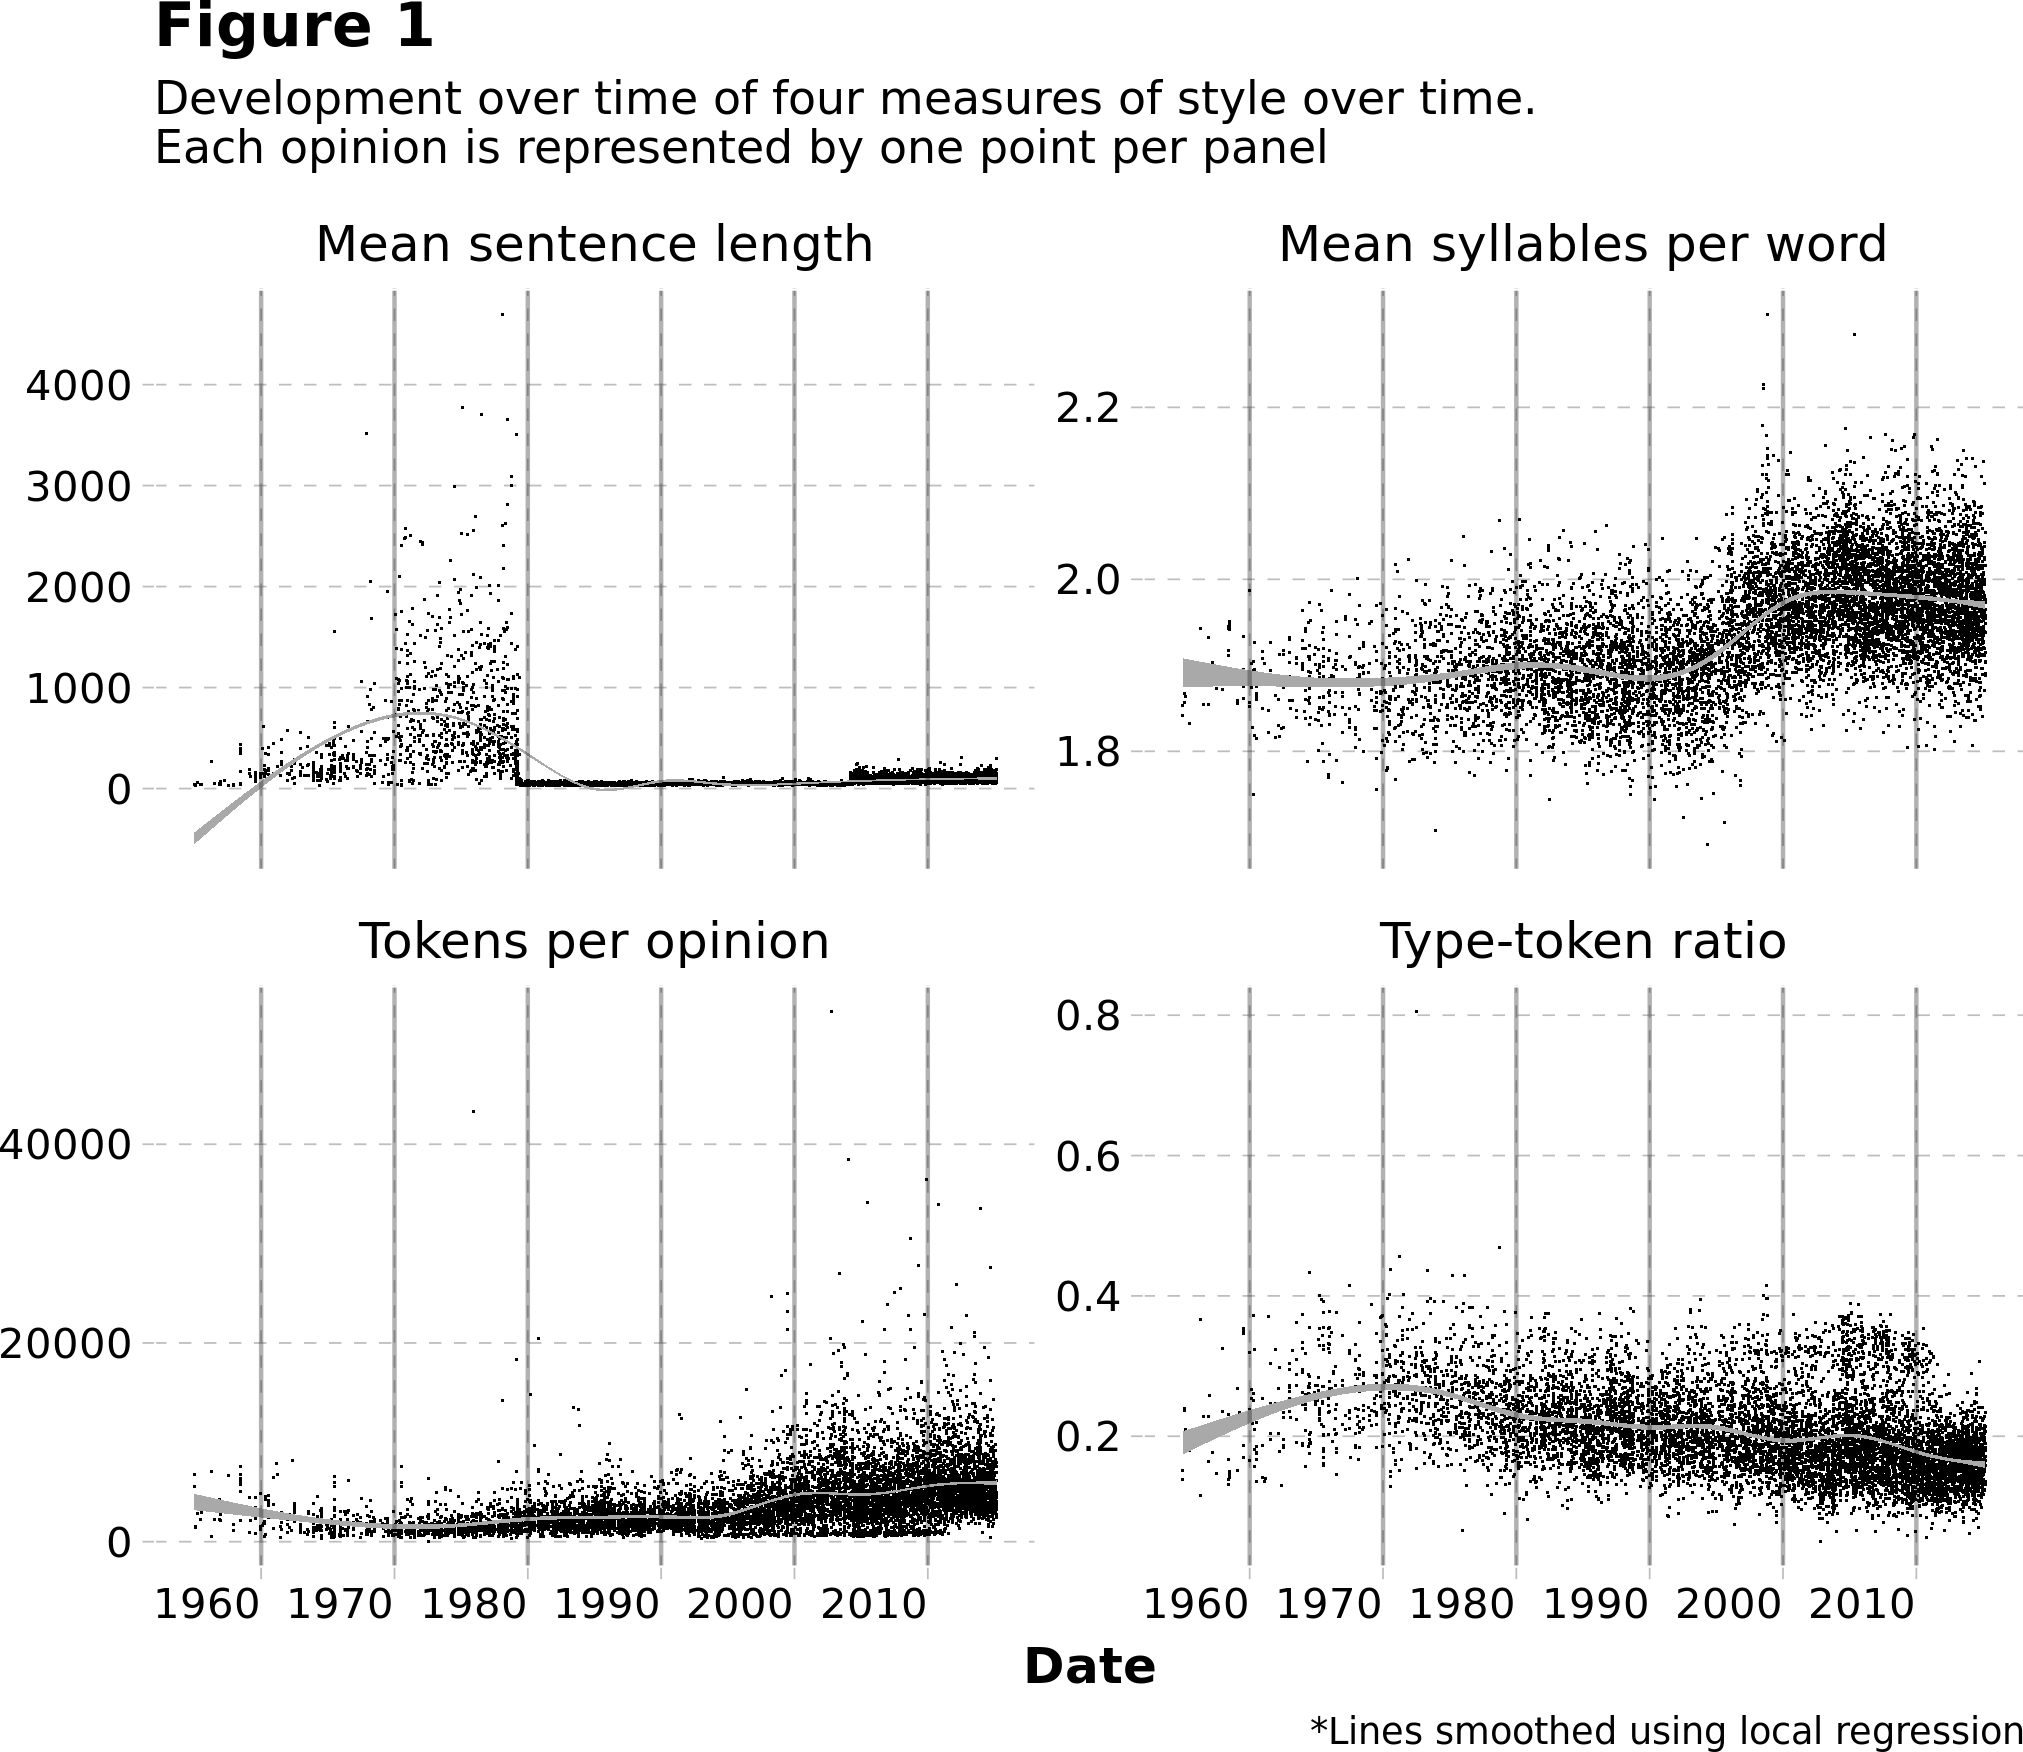 Figure 1
Development over time of four measures of style over time.
Each opinion is represented by one point per panel
Mean sentence length
4000
3000
2000
1000
0
Mean syllables per word
2.2
2.0
1.8
Tokens per opinion
40000
20000
0
1960 1970 1980 1990 2000 2010
Type-token ratio
0.8
0.6
0.4
0.2
1960 1970 1980 1990 2000 2010
Date
*Lines smoothed using local regression